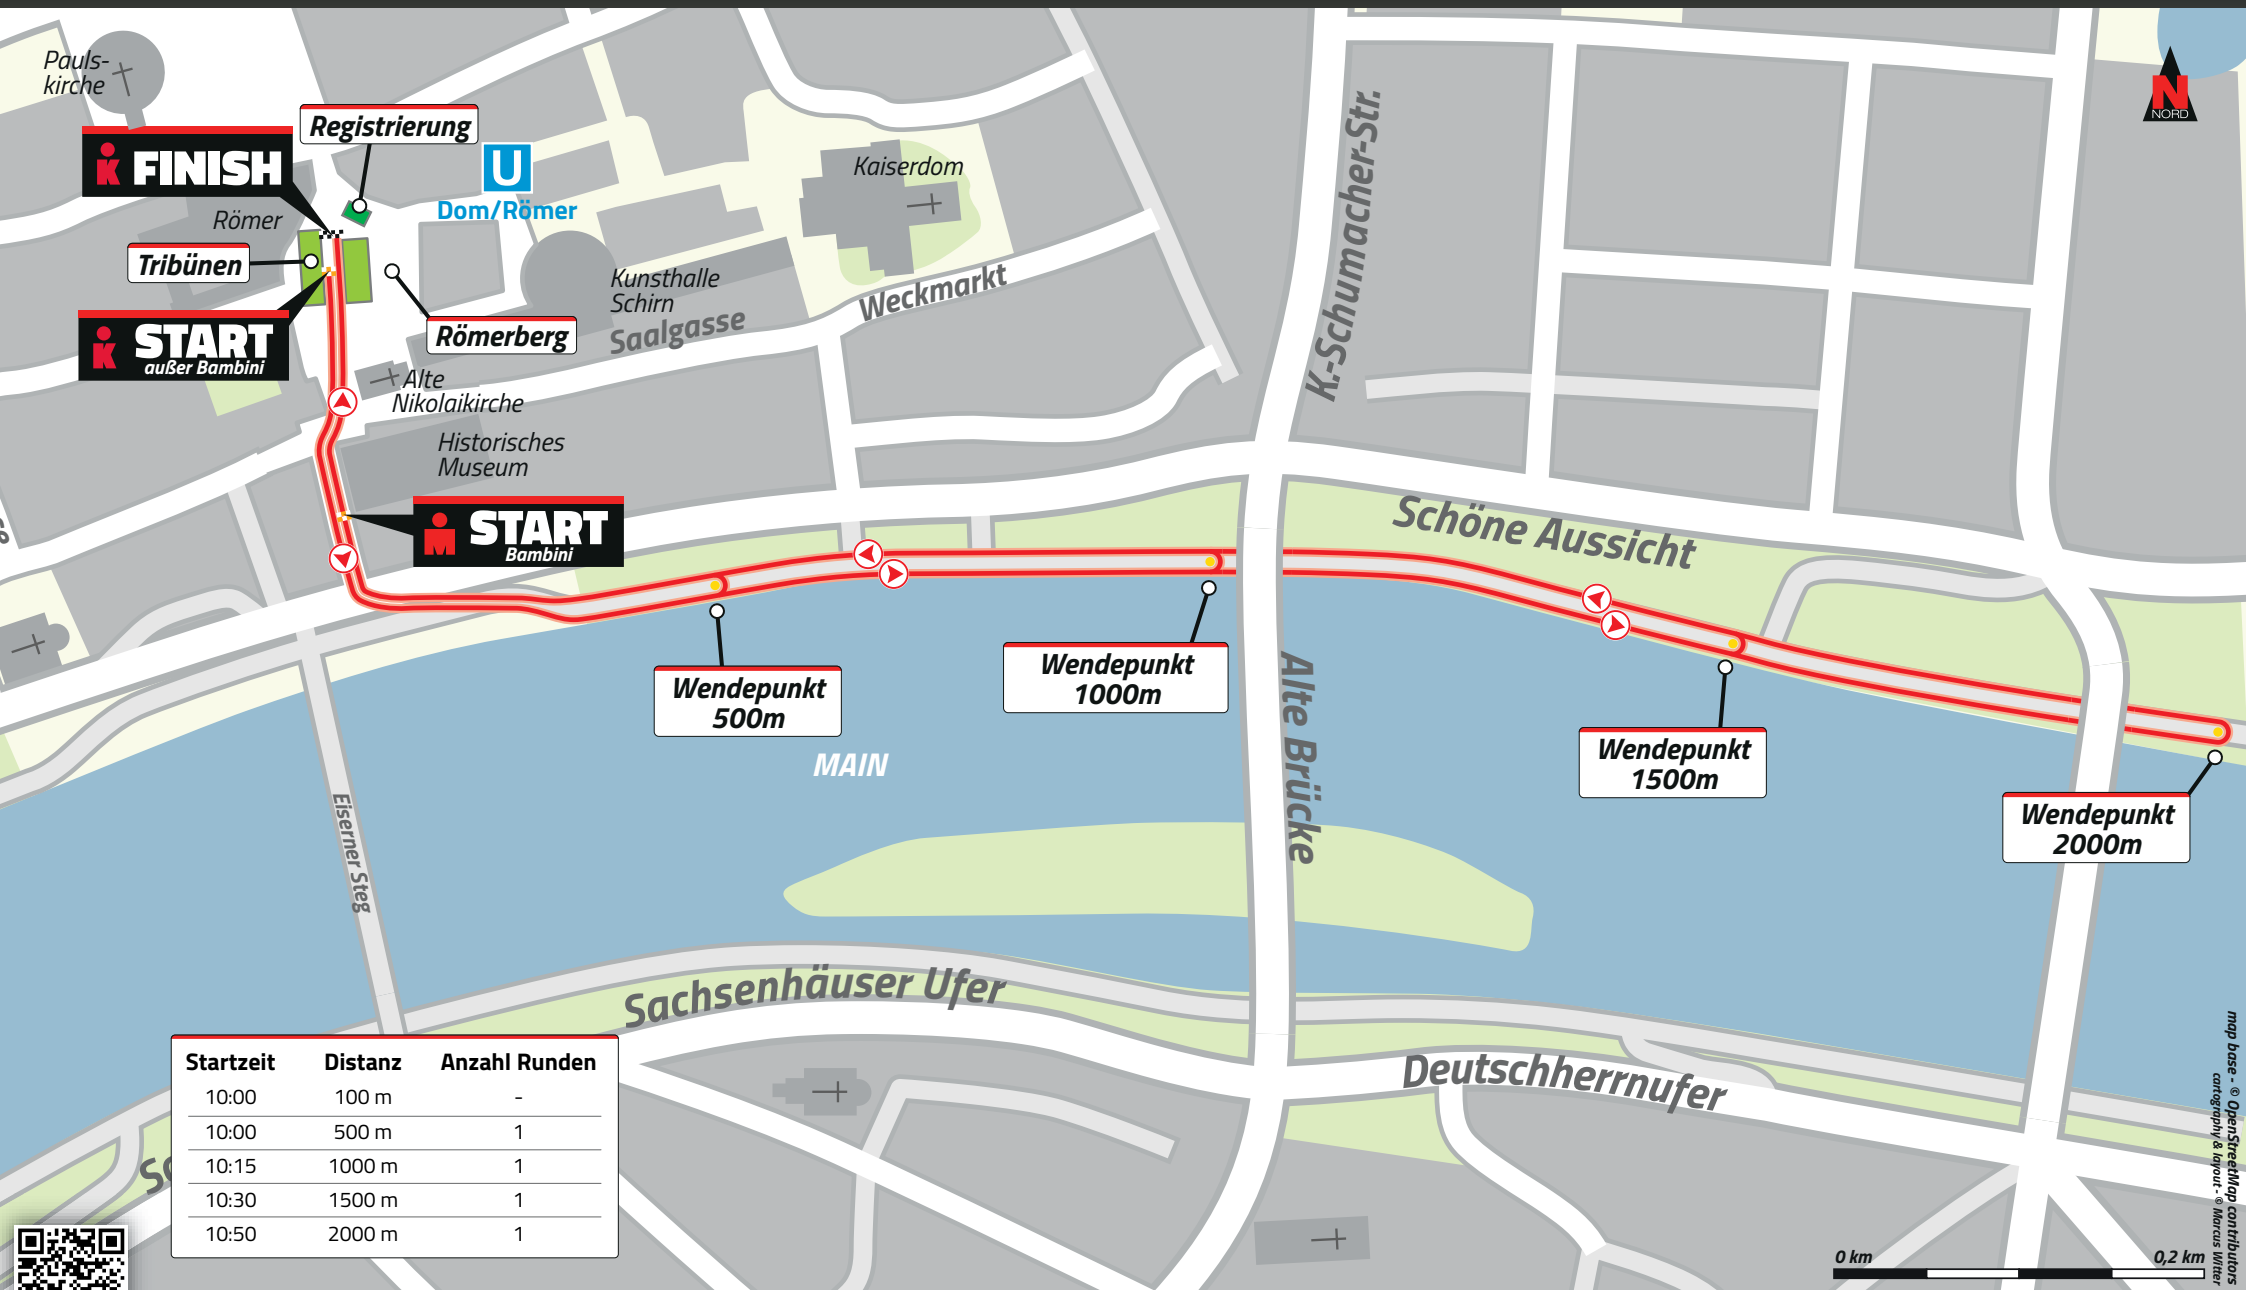 Pauls-
kirche
Registrierung
FINISH
U
Dom/Römer
Römer
Kaiserdom
K.-Schumacher-Str.
N
NORD
Tribünen
Kunsthalle
Schirn
Weckmarkt
Saalgasse
START
außer Bambini
Römerberg
Alte
Nikolaikirche
Historisches
Museum
START
Bambini
Schöne Aussicht
Wendepunkt
500m
Wendepunkt
1000m
Wendepunkt
1500m
Wendepunkt
2000m
MAIN
Alte Brücke
Eiserner Steg
Sachsenhäuser Ufer
Deutschherrnufer
Startzeit Distanz Anzahl Runden
10:00 100 m -
10:00 500 m 1
10:15 1000 m 1
10:30 1500 m 1
10:50 2000 m 1
0 km 0,2 km
map base - © OpenStreetMap contributors
cartography & layout - © Marcus Witter